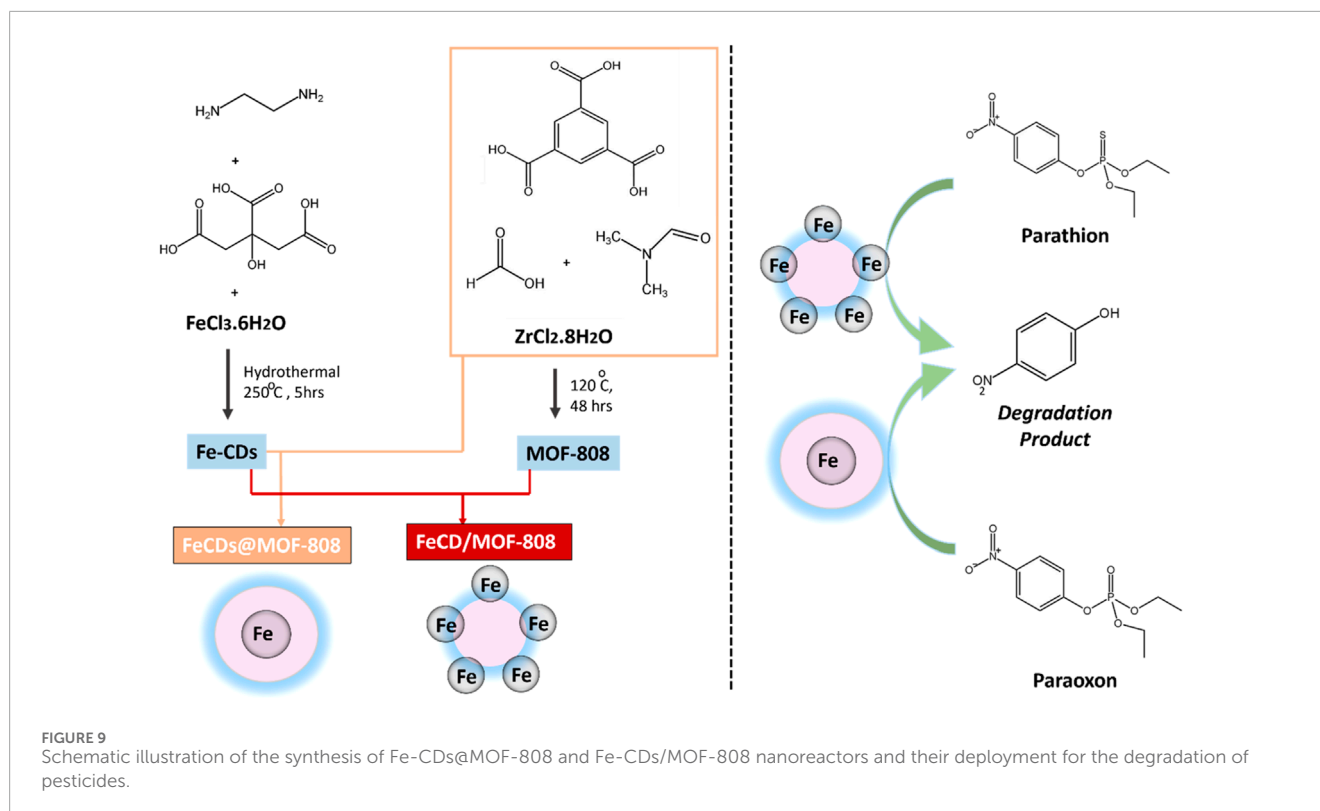 H₂N
NH₂
+
HO
O
O
OH
HO
OH
O
+
FeCl₃.6H₂O
Hydrothermal
250°C , 5hrs
O
OH
HO
O
O
OH
O
H
OH
+
H₃C
N
O
CH₃
ZrCl₂.8H₂O
120°C,
48 hrs
Fe-CDs
MOF-808
FeCDs@MOF-808
FeCD/MOF-808
Fe
Fe
Fe
Fe
Fe
Fe
Fe
Fe
Fe
Fe
Fe
Fe
O
N⁺
O⁻
S
O
P
O
O
Parathion
OH
NO₂
Degradation
Product
O
N⁺
O⁻
O
O
P
O
O
Paraoxon
FIGURE 9
Schematic illustration of the synthesis of Fe-CDs@MOF-808 and Fe-CDs/MOF-808 nanoreactors and their deployment for the degradation of
pesticides.